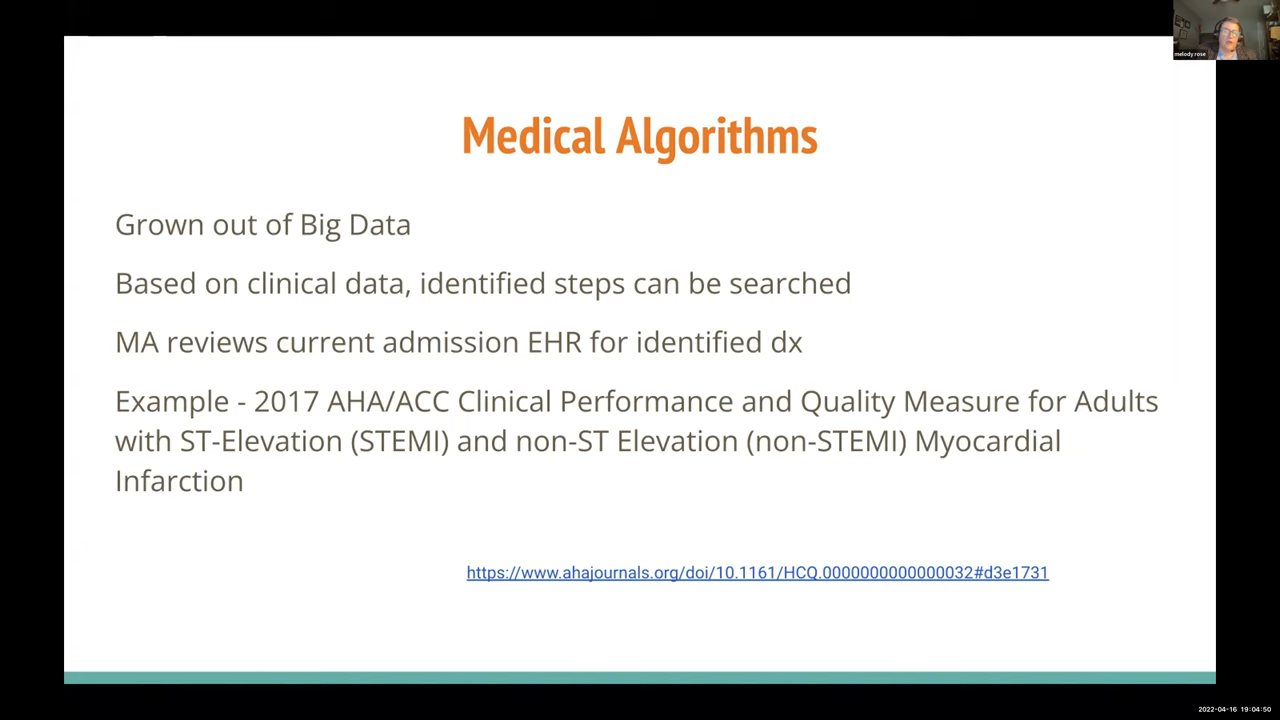 melody rose
Medical Algorithms
Grown out of Big Data
Based on clinical data, identified steps can be searched
MA reviews current admission EHR for identified dx
Example - 2017 AHA/ACC Clinical Performance and Quality Measure for Adults
with ST-Elevation (STEMI) and non-ST Elevation (non-STEMI) Myocardial
Infarction
https://www.ahajournals.org/doi/10.1161/HCQ.0000000000000032#d3e1731
2022-04-16 19:04:50